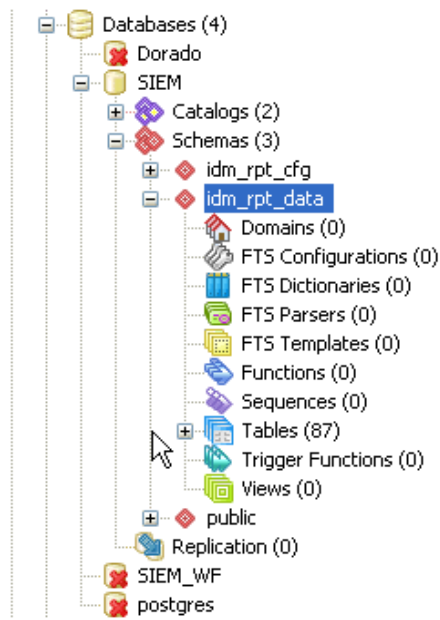 Databases (4)
Dorado
SIEM
Catalogs (2)
Schemas (3)
idm_rpt_cfg
idm_rpt_data
Domains (0)
FTS Configurations (0)
FTS Dictionaries (0)
FTS Parsers (0)
FTS Templates (0)
Functions (0)
Sequences (0)
Tables (87)
Trigger Functions (0)
Views (0)
public
Replication (0)
SIEM_WF
postgres